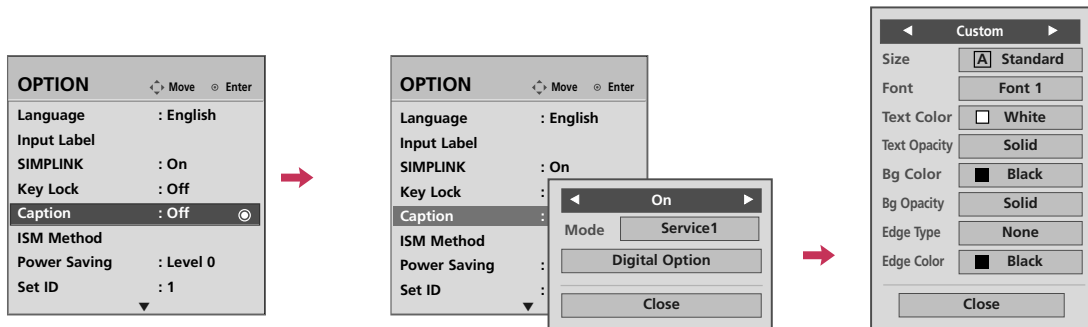 OPTION Move Enter
Language : English
Input Label
SIMPLINK : On
Key Lock : Off
Caption : Off
ISM Method
Power Saving : Level 0
Set ID : 1
OPTION Move Enter
Language : English
Input Label
SIMPLINK : On
Key Lock :
Caption :
ISM Method
Power Saving :
Set ID :
On
Mode Service1
Digital Option
Close
Custom
Size A Standard
Font Font 1
Text Color White
Text Opacity Solid
Bg Color Black
Bg Opacity Solid
Edge Type None
Edge Color Black
Close